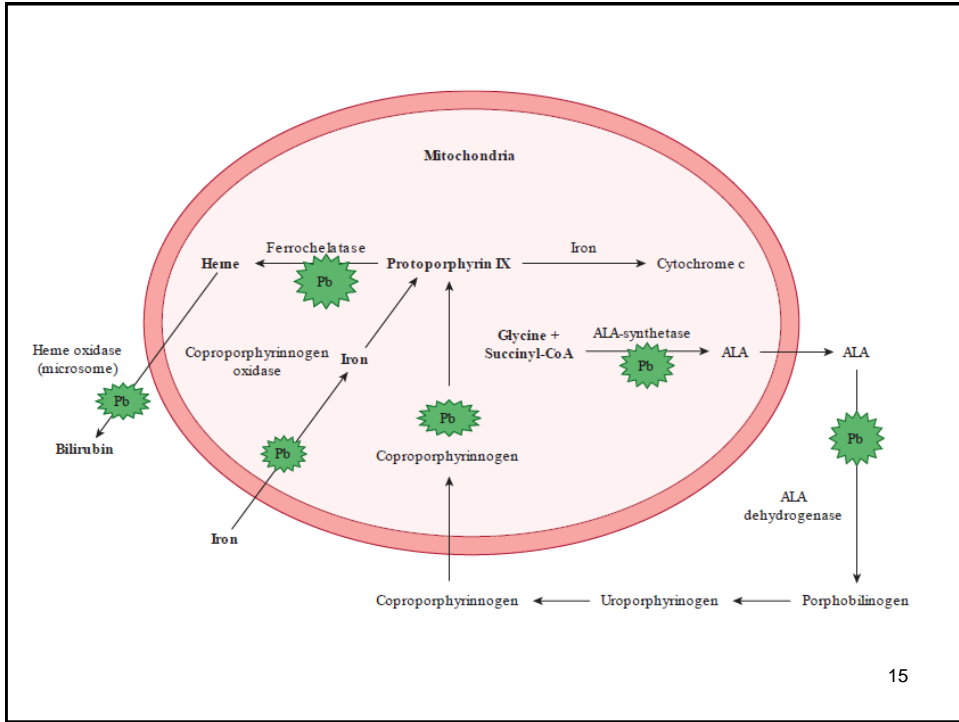 Mitochondria
Ferrochelatase
Iron
Heme
Pb
Protoporphyrin IX
Cytochrome c
Glycine +
Succinyl-CoA
ALA-synthetase
Pb
ALA
ALA
Heme oxidase
(microsome)
Coproporphyrinnogen
oxidase
Iron
Pb
Pb
Pb
Bilirubin
Pb
Coproporphyrinnogen
ALA
dehydrogenase
Iron
Coproporphyrinnogen
Uroporphyrinogen
Porphobilinogen
15